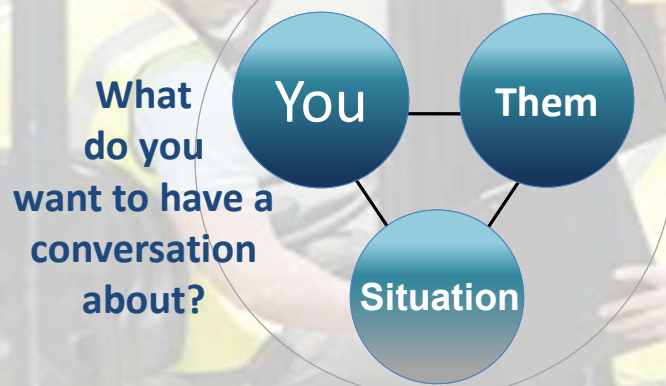 What
do you
want to have a
conversation
about?
You
Them
Situation